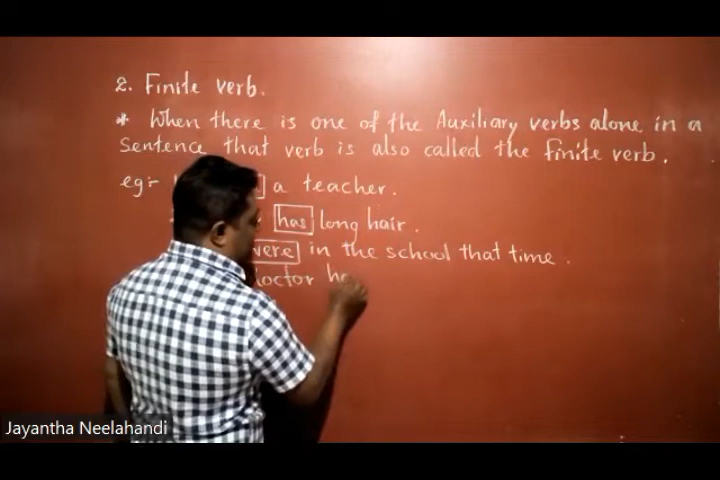 2. Finite verb.
* When there is one of the Auxiliary verbs alone in a
Sentence that verb is also called the finite verb.
eg:- a teacher.
has long hair.
were in the school that time.
doctor ha
Jayantha Neelahandi